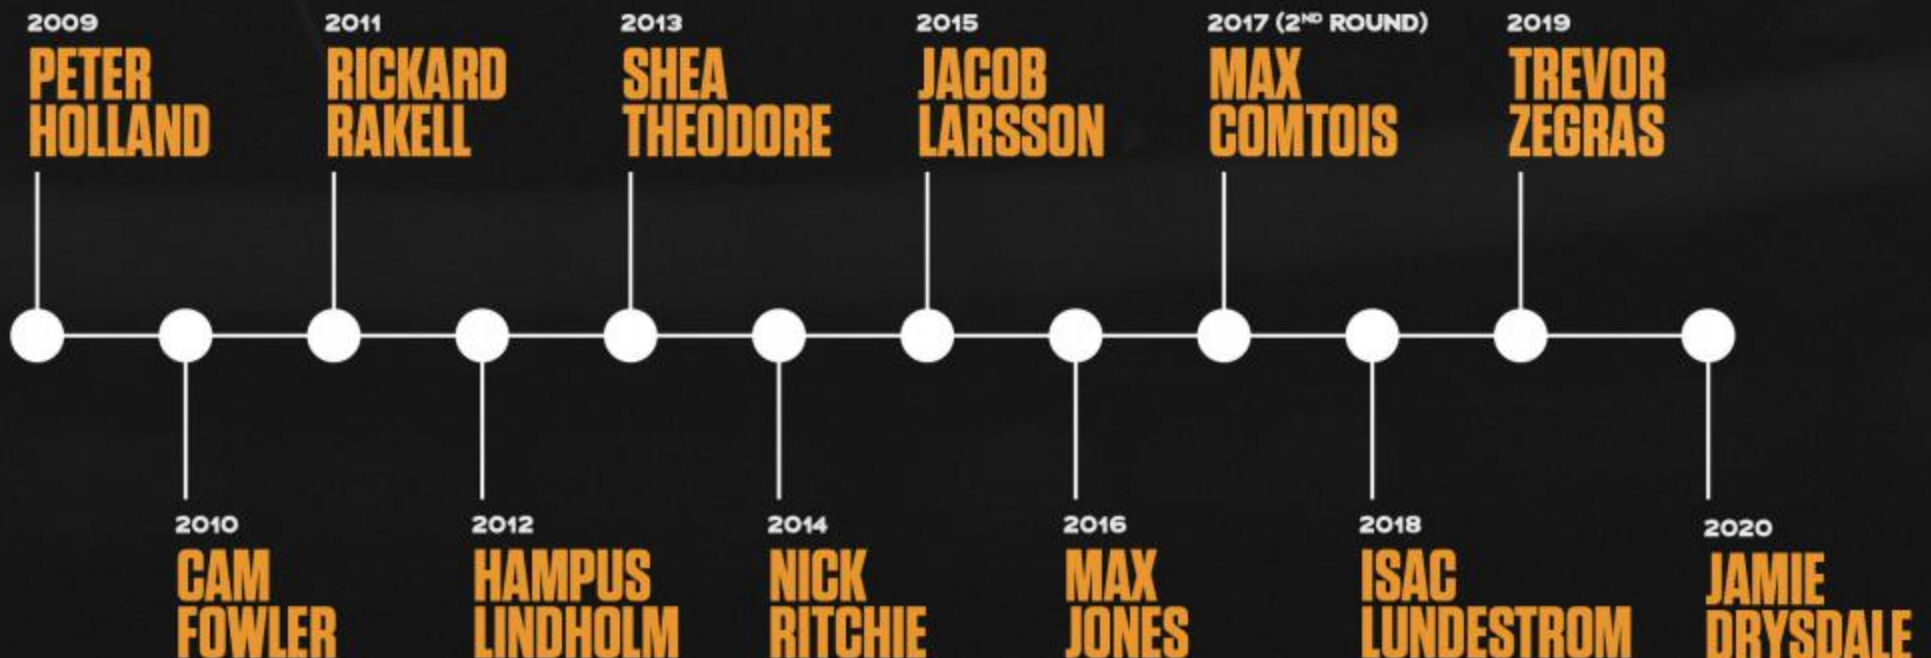 2009
PETER
HOLLAND
2011
RICKARD
RAKELL
2013
SHEA
THEODORE
2015
JACOB
LARSSON
2017 (2ND ROUND)
MAX
COMTOIS
2019
TREVOR
ZEGRAS
2010
CAM
FOWLER
2012
HAMPUS
LINDHOLM
2014
NICK
RITCHIE
2016
MAX
JONES
2018
ISAC
LUNDESTROM
2020
JAMIE
DRYSDALE